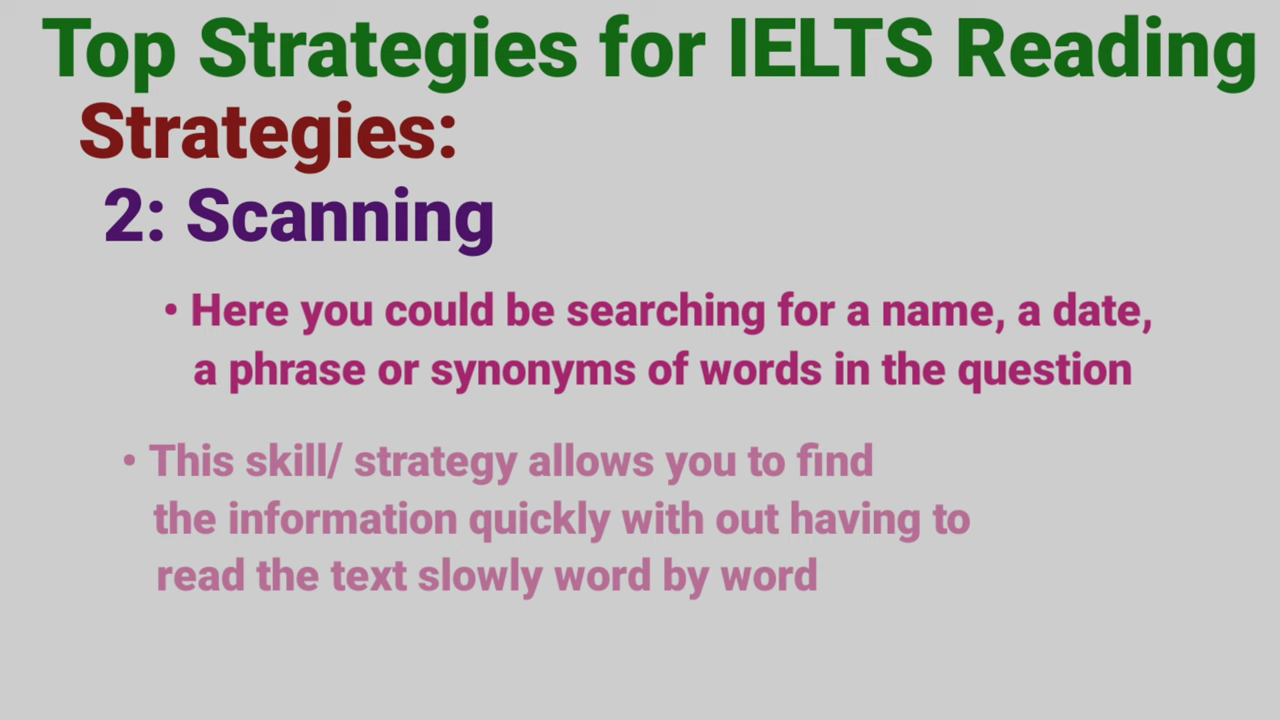 Top Strategies for IELTS Reading
Strategies:
2: Scanning
• Here you could be searching for a name, a date,
a phrase or synonyms of words in the question
• This skill/ strategy allows you to find
the information quickly with out having to
read the text slowly word by word